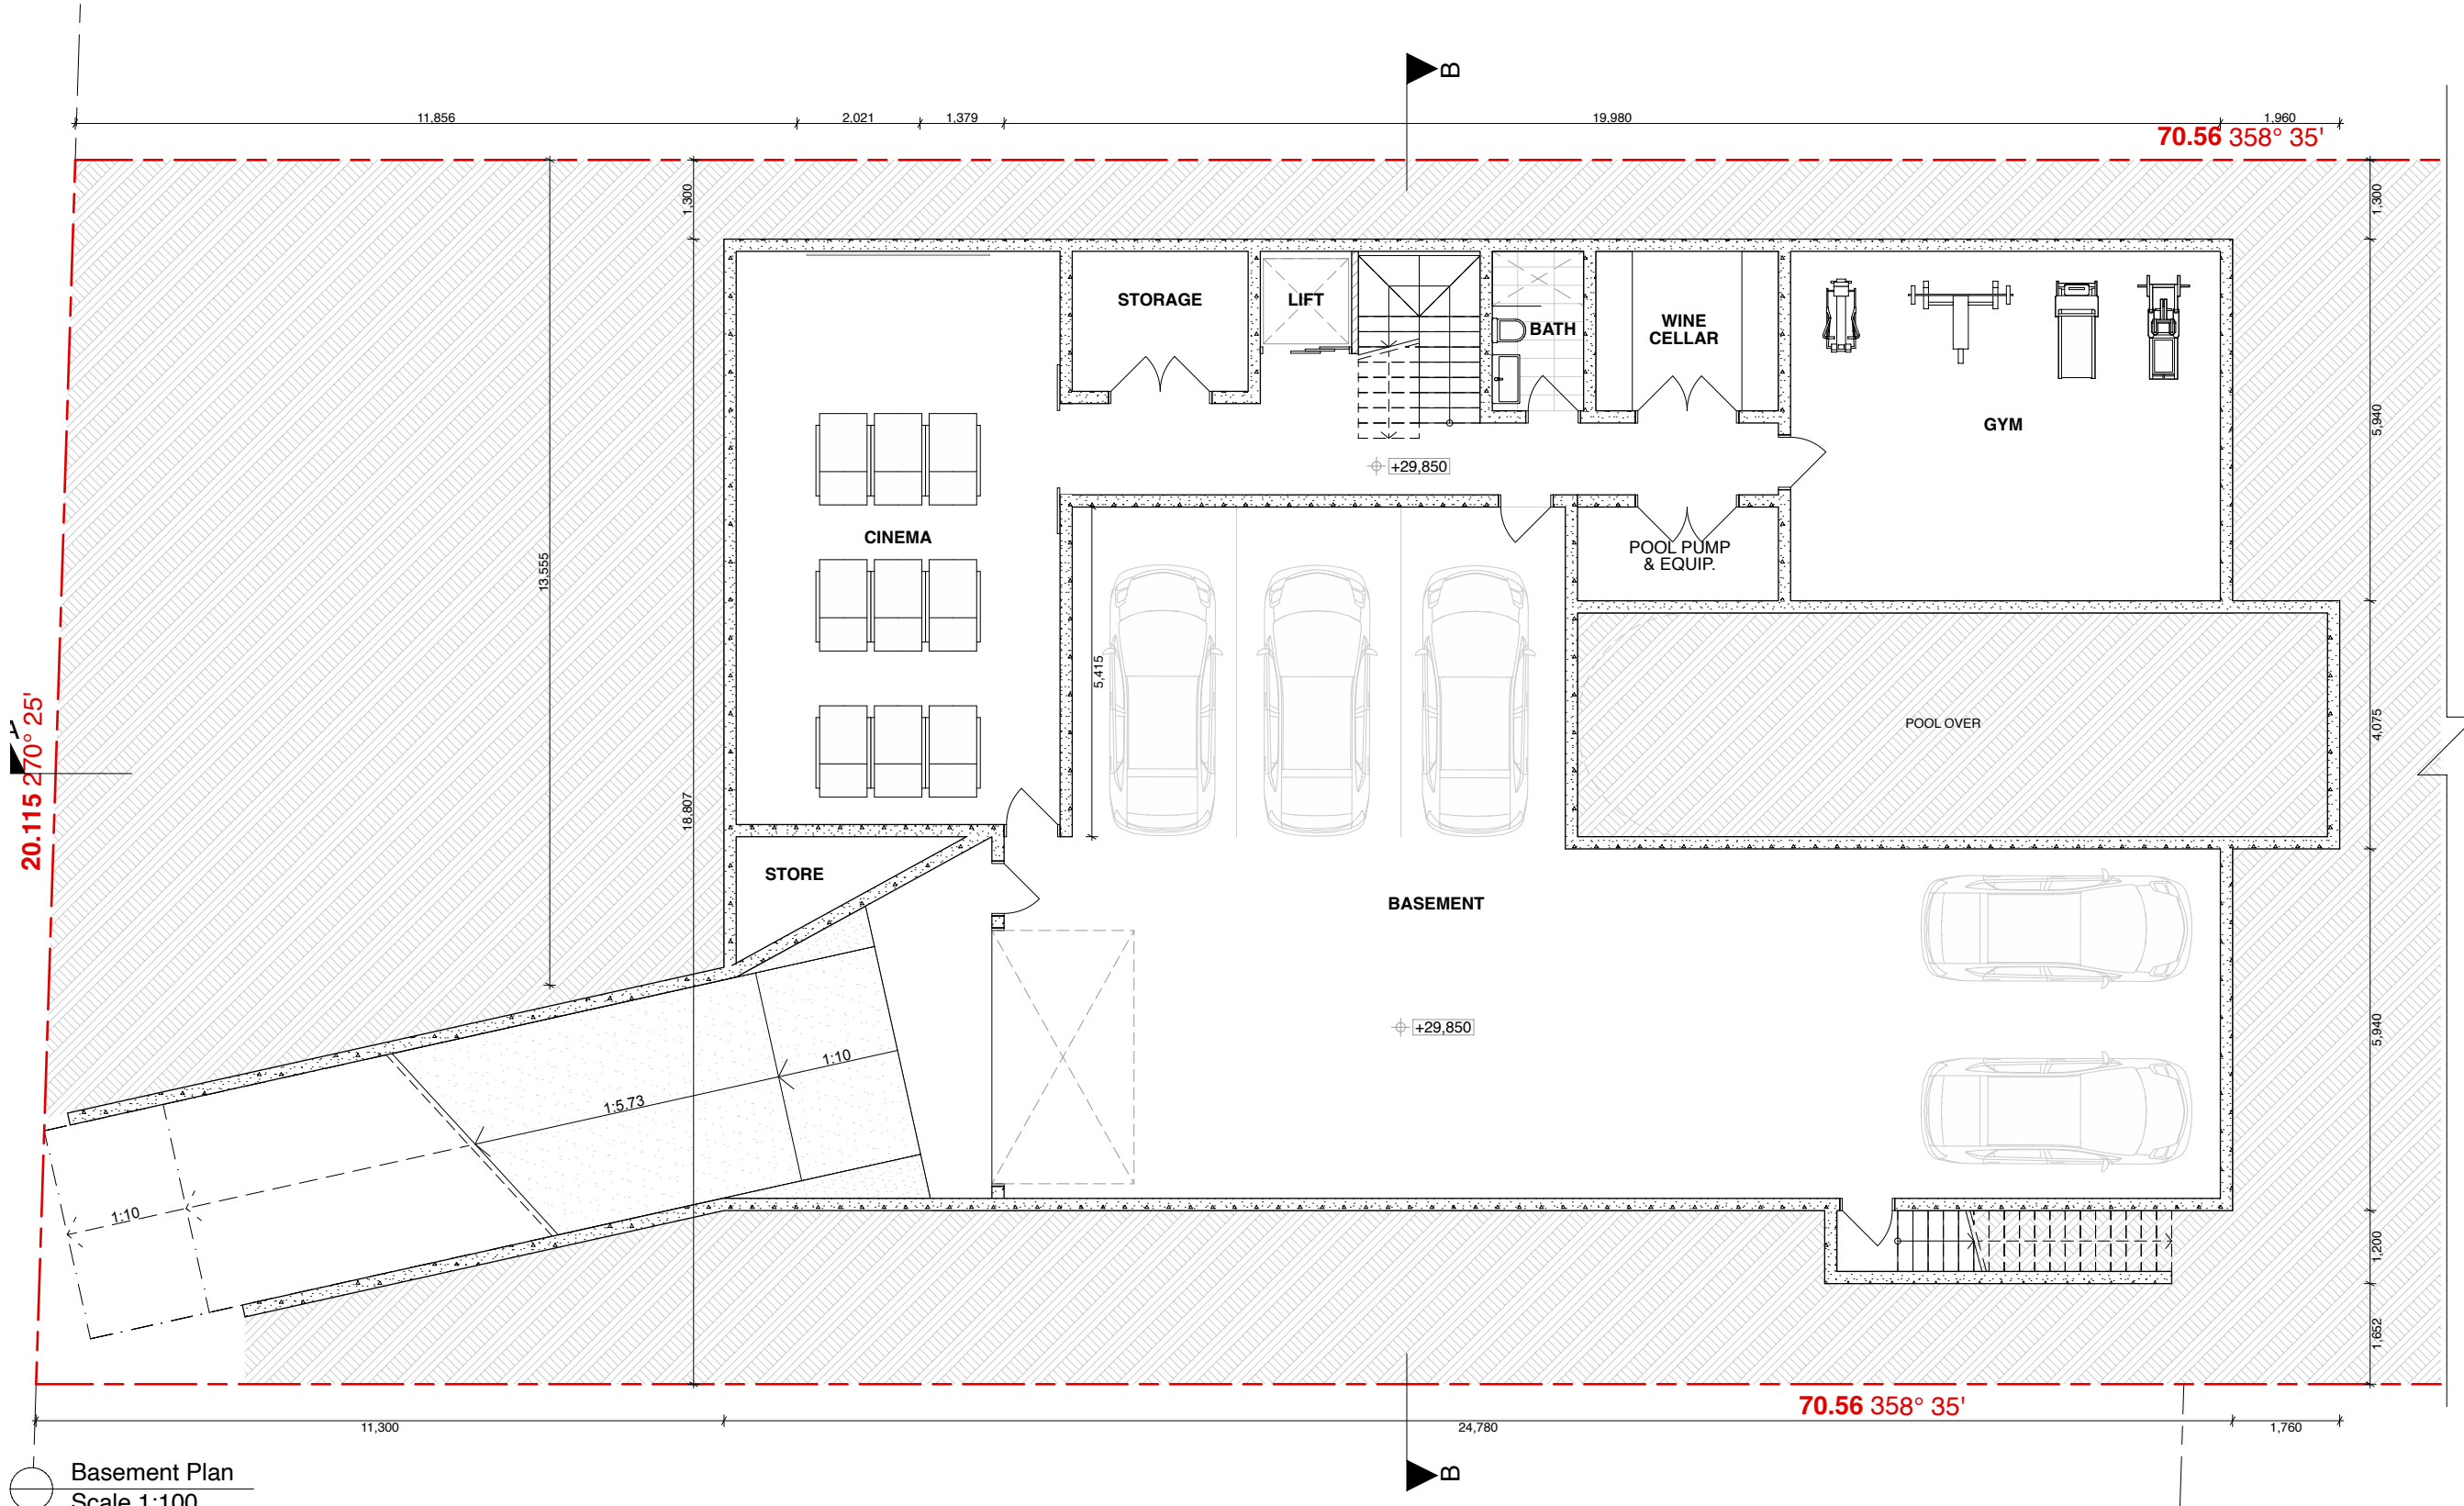 B
11,856
2,021
1,379
19,980
1,960
70.56 358° 35'
1,300
1,300
STORAGE
LIFT
BATH
WINE
CELLAR
GYM
5,940
+29,850
CINEMA
POOL PUMP
& EQUIP.
13,555
5,415
POOL OVER
4,075
20.115 270° 25'
18,807
STORE
BASEMENT
+29,850
5,940
1:10
1:5.73
1:10
1,200
1,652
70.56 358° 35'
11,300
24,780
1,760
B
Basement Plan
Scale 1:100